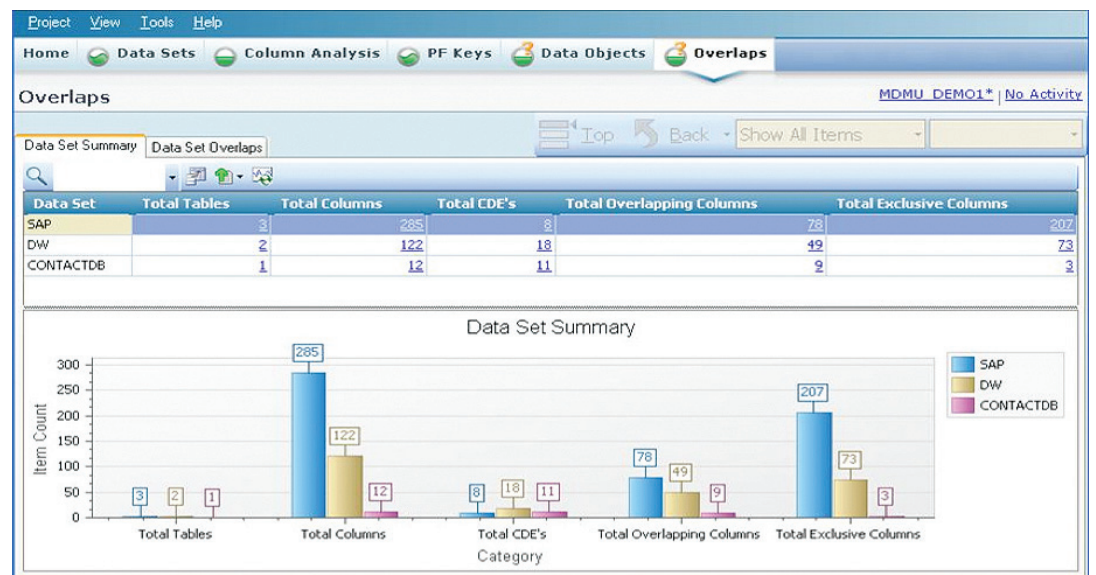 Project View Tools Help
Home Data Sets Column Analysis PF Keys Data Objects Overlaps
Overlaps MDMU_DEMO1* | No Activity
Top Back Show All Items
Data Set Summary Data Set Overlaps
Data Set Total Tables Total Columns Total CDE's Total Overlapping Columns Total Exclusive Columns
SAP 3 285 8 78 207
DW 2 122 18 49 73
CONTACTDB 1 12 11 9 3
Data Set Summary
Item Count
300
250
200
150
100
50
0
3 2 1
285 122 12
8 18 11
78 49 9
207 73 3
Total Tables Total Columns Total CDE's Total Overlapping Columns Total Exclusive Columns
Category
SAP
DW
CONTACTDB